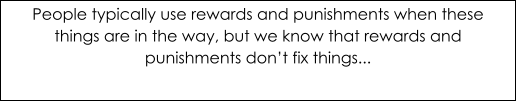 People typically use rewards and punishments when these
things are in the way, but we know that rewards and
punishments don't fix things...